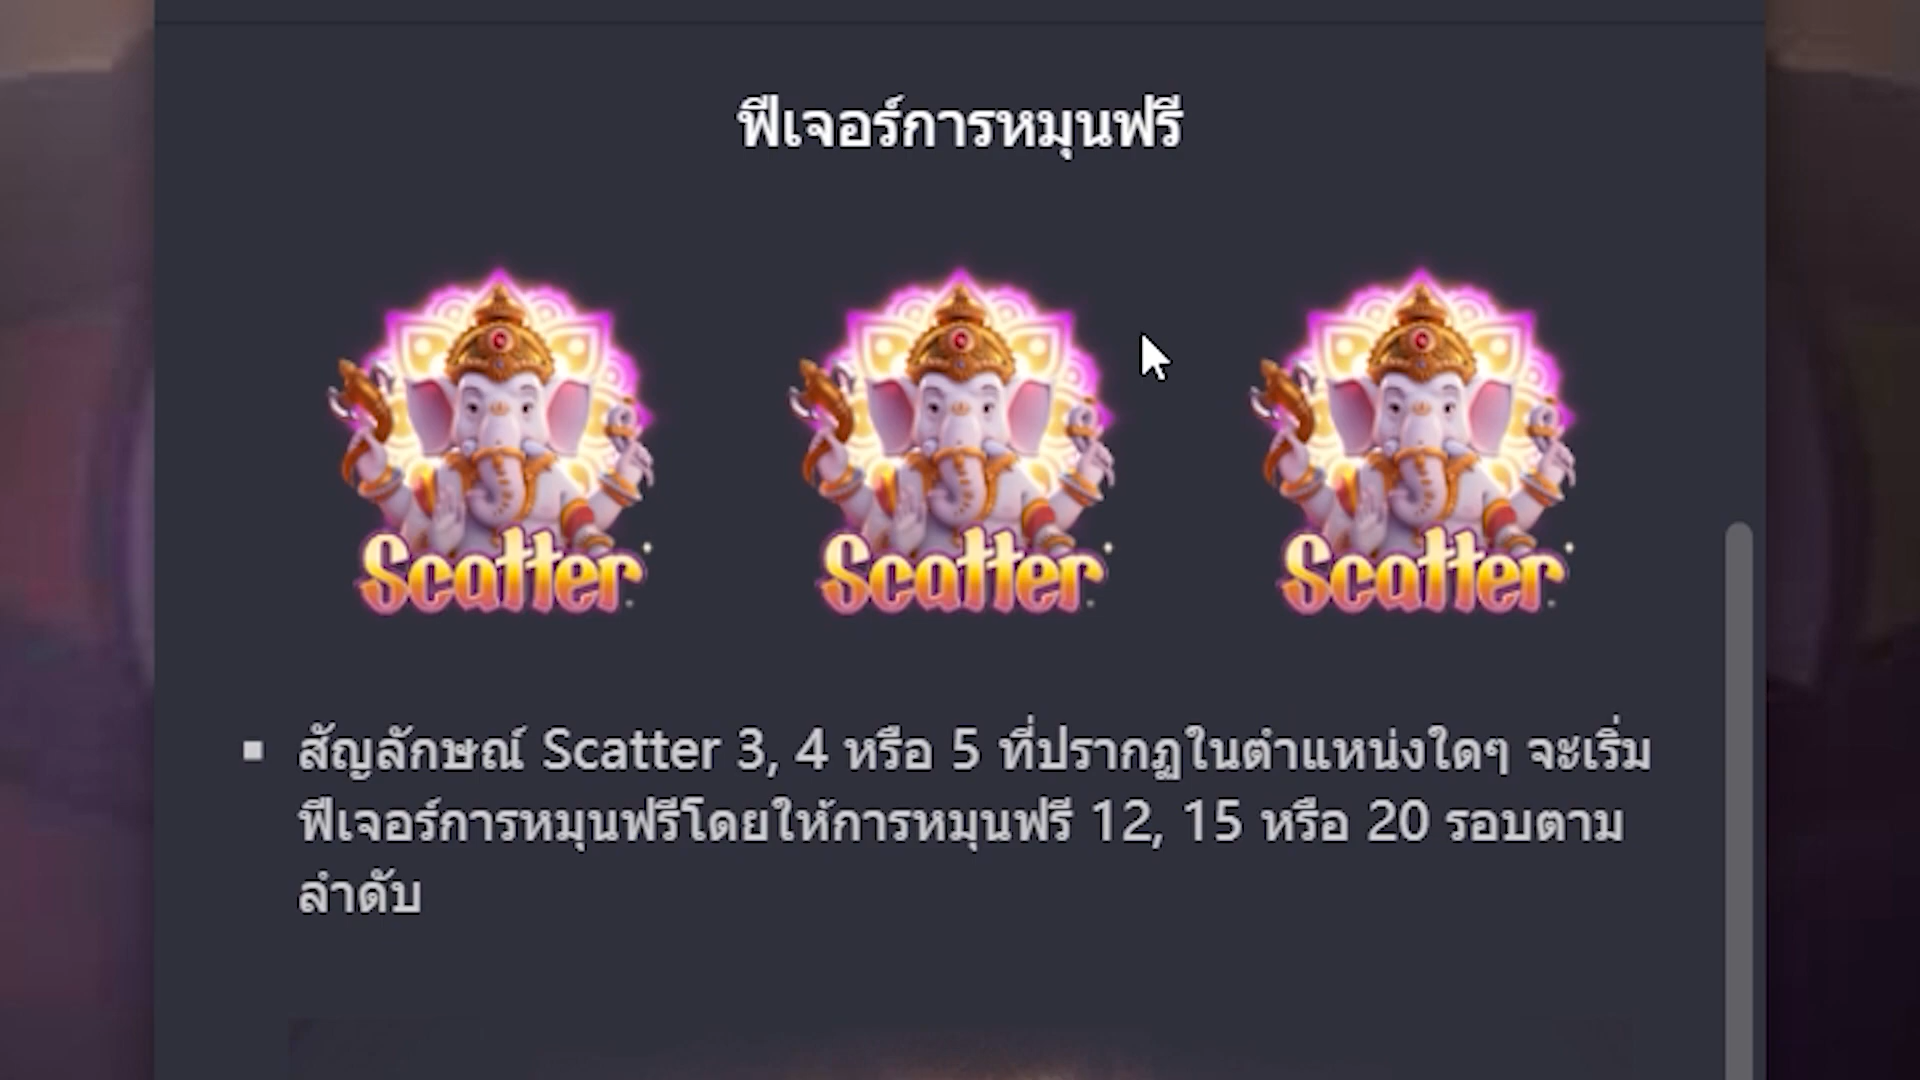 ฟีเจอร์การหมุนฟรี
Scatter Scatter Scatter
▪ สัญลักษณ์ Scatter 3, 4 หรือ 5 ที่ปรากฏในตำแหน่งใดๆ จะเริ่ม
ฟีเจอร์การหมุนฟรีโดยให้การหมุนฟรี 12, 15 หรือ 20 รอบตาม
ลำดับ